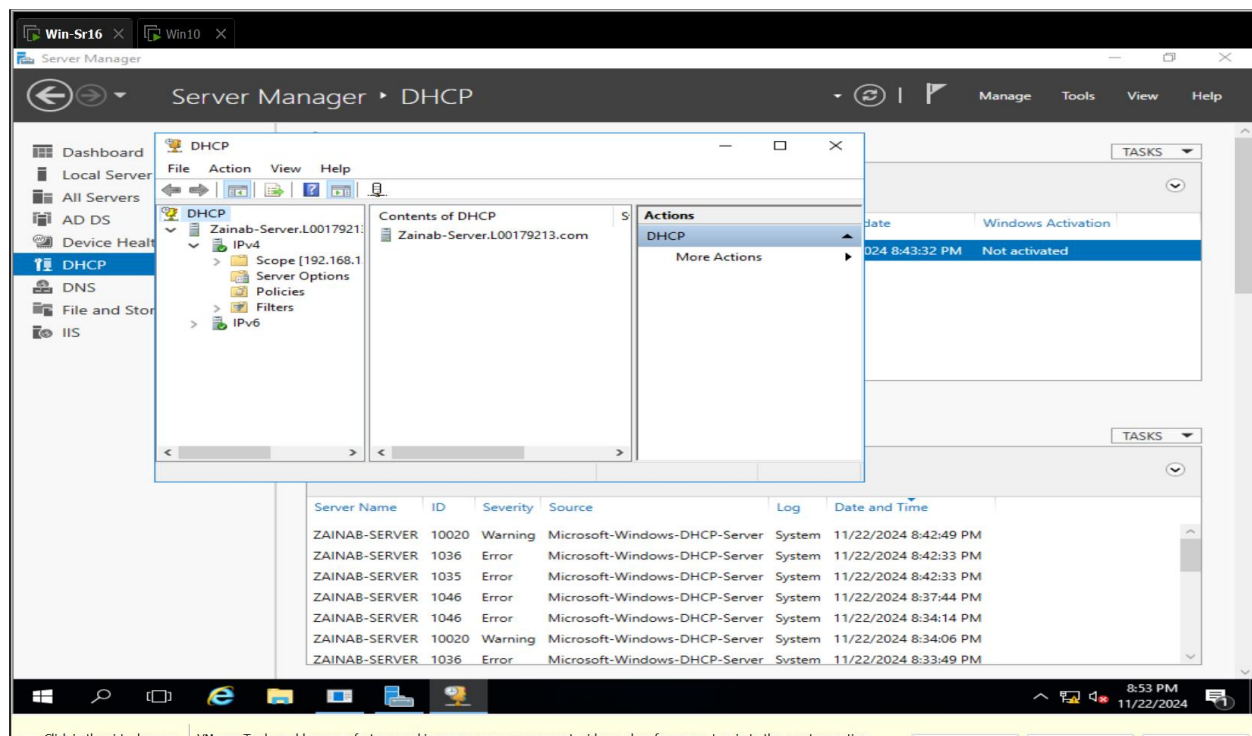 Win-Sr16
Win10
Server Manager
Server Manager • DHCP
Manage Tools View Help
Dashboard
Local Server
All Servers
AD DS
Device Healt
DHCP
DNS
File and Stor
IIS
TASKS
date Windows Activation
024 8:43:32 PM Not activated
DHCP
File Action View Help
DHCP
Zainab-Server.L0017921
IPv4
Scope [192.168.1
Server Options
Policies
Filters
IPv6
Contents of DHCP S
Zainab-Server.L00179213.com
Actions
DHCP
More Actions
TASKS
Server Name ID Severity Source Log Date and Time
ZAINAB-SERVER 10020 Warning Microsoft-Windows-DHCP-Server System 11/22/2024 8:42:49 PM
ZAINAB-SERVER 1036 Error Microsoft-Windows-DHCP-Server System 11/22/2024 8:42:33 PM
ZAINAB-SERVER 1035 Error Microsoft-Windows-DHCP-Server System 11/22/2024 8:42:33 PM
ZAINAB-SERVER 1046 Error Microsoft-Windows-DHCP-Server System 11/22/2024 8:37:44 PM
ZAINAB-SERVER 1046 Error Microsoft-Windows-DHCP-Server System 11/22/2024 8:34:14 PM
ZAINAB-SERVER 10020 Warning Microsoft-Windows-DHCP-Server System 11/22/2024 8:34:06 PM
ZAINAB-SERVER 1036 Error Microsoft-Windows-DHCP-Server System 11/22/2024 8:33:49 PM
8:53 PM
11/22/2024
1